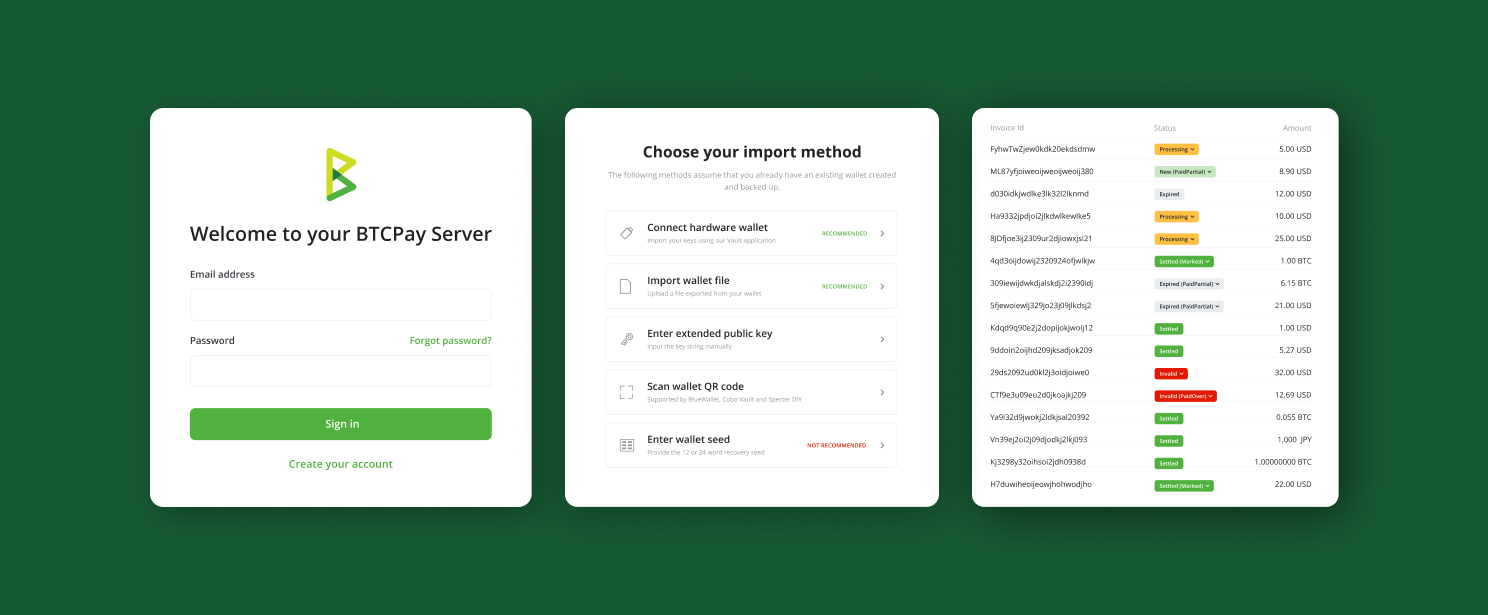 Welcome to your BTCPay Server
Email address
Password Forgot password?
Sign in
Create your account
Choose your import method
The following methods assume that you already have an existing wallet created
and backed up.
Connect hardware wallet
Import your keys using our Vault application
RECOMMENDED
Import wallet file
Upload a file exported from your wallet
RECOMMENDED
Enter extended public key
Input the key string manually
Scan wallet QR code
Supported by BlueWallet, Cobo Vault and Specter DIY
Enter wallet seed
Provide the 12 or 24 word recovery seed
NOT RECOMMENDED
Invoice Id Status Amount
FyhwTwZjew0kdk20ekdsdmw Processing 5.00 USD
ML87yfjoiweoijweoijweoij380 New (PaidPartial) 8.90 USD
d030idkjwdlke3lk32l2lknmd Expired 12.00 USD
Ha9332jpdjoi2jlkdwlkewlke5 Processing 10.00 USD
8JDfjoe3ij2309ur2djiowxjsl21 Processing 25.00 USD
4qd3oijdowij2320924ofjwlkjw Settled (Marked) 1.00 BTC
309iewijdwkdjalskdj2i2390idj Expired (PaidPartial) 6.15 BTC
5fjewoiewlj329jo23j09jlkdsj2 Expired (PaidPartial) 21.00 USD
Kdqd9q90e2j2dopijokjwoij12 Settled 1.00 USD
9ddoin2oijhd209jksadjok209 Settled 5.27 USD
29ds2092ud0kl2j3oidjoiwe0 Invalid 32.00 USD
CTf9e3u09eu2d0jkoajkj209 Invalid (PaidOver) 12.69 USD
Ya9i32d9jwokj2ldkjsal20392 Settled 0.055 BTC
Vn39ej2oi2j09djodkj2lkj093 Settled 1,000 JPY
Kj3298y32oihsoi2jdh0938d Settled 1.00000000 BTC
H7duwiheoijeowjhohwodjho Settled (Marked) 22.00 USD